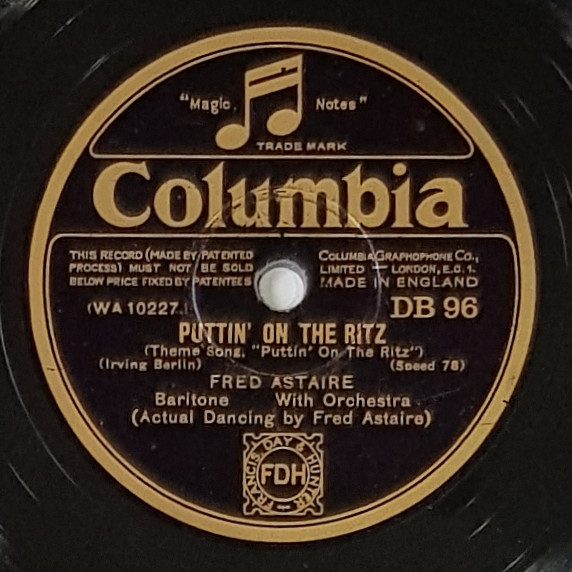 "Magic Notes"
TRADE MARK
Columbia
THIS RECORD (MADE BY PATENTED
PROCESS) MUST NOT BE SOLD
BELOW PRICE FIXED BY PATENTEES
COLUMBIA GRAPHOPHONE CO.,
LIMITED — LONDON, E.C. 1.
MADE IN ENGLAND
(WA 10227.)
DB 96
PUTTIN' ON THE RITZ
(Theme Song, "Puttin' On The Ritz")
(Irving Berlin) (Speed 78)
FRED ASTAIRE
Baritone With Orchestra
(Actual Dancing by Fred Astaire)
FRANCIS, DAY & HUNTER
FDH